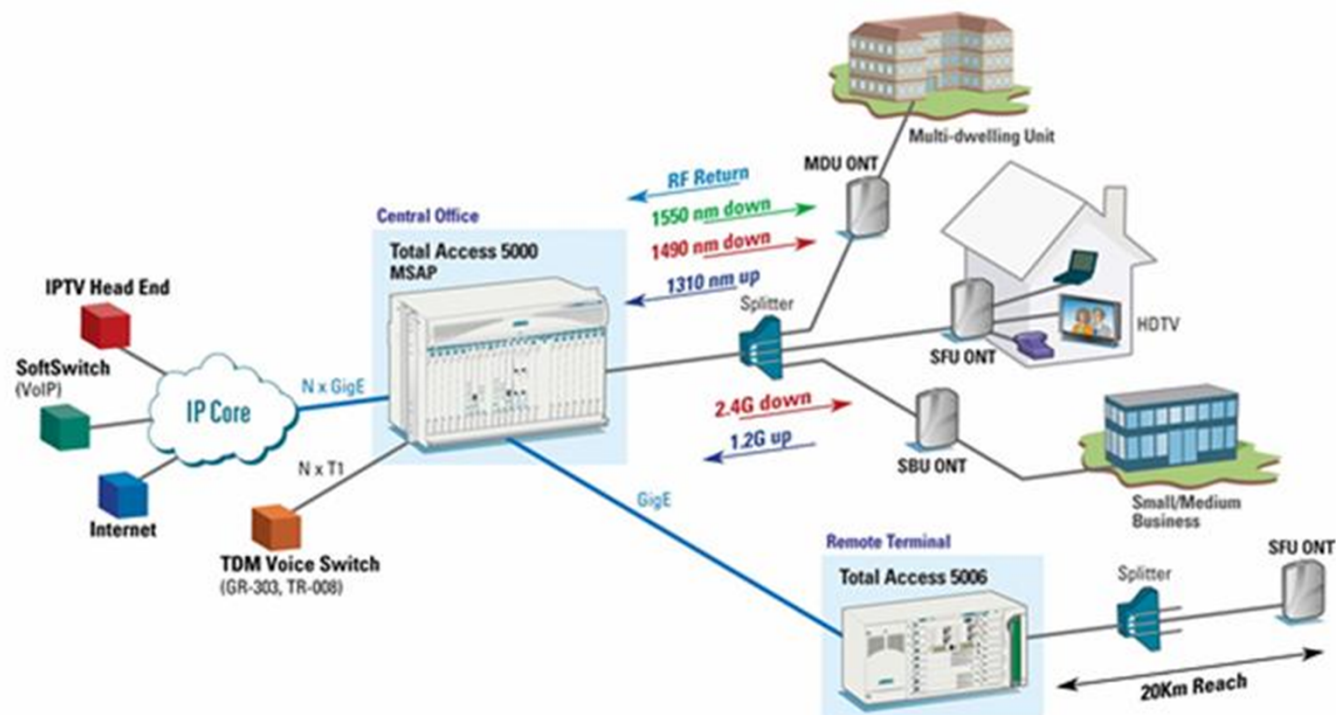 Multi-dwelling Unit
MDU ONT
RF Return
1550 nm down
1490 nm down
1310 nm up
Central Office
Total Access 5000
MSAP
IPTV Head End
SoftSwitch
(VoIP)
IP Core
N x GigE
Internet
N x T1
TDM Voice Switch
(GR-303, TR-008)
Splitter
SFU ONT
HDTV
2.4G down
1.2G up
SBU ONT
Small/Medium
Business
GigE
Remote Terminal
Total Access 5006
Splitter
SFU ONT
20Km Reach